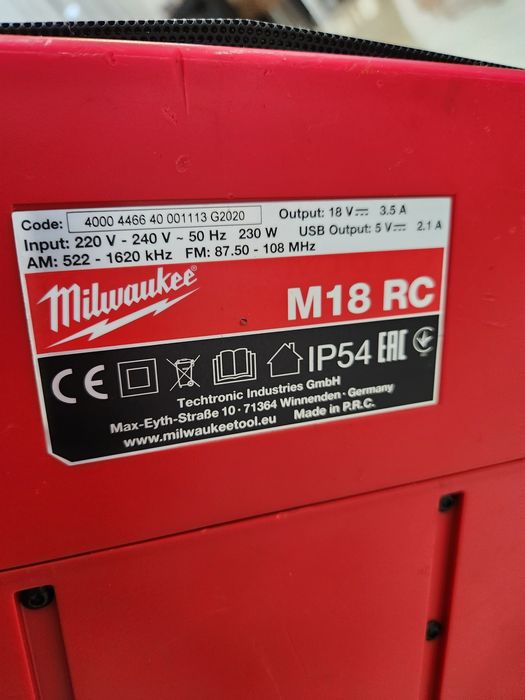 Code: 4000 4466 40 001113 G2020 Output: 18 V⎓ 3.5 A
Input: 220 V - 240 V ~ 50 Hz 230 W USB Output: 5 V⎓ 2.1 A
AM: 522 - 1620 kHz FM: 87.50 - 108 MHz
Milwaukee
M18 RC
CE IP54 EAC
Techtronic Industries GmbH
Max-Eyth-Straße 10 · 71364 Winnenden · Germany
www.milwaukeetool.eu Made in P.R.C.